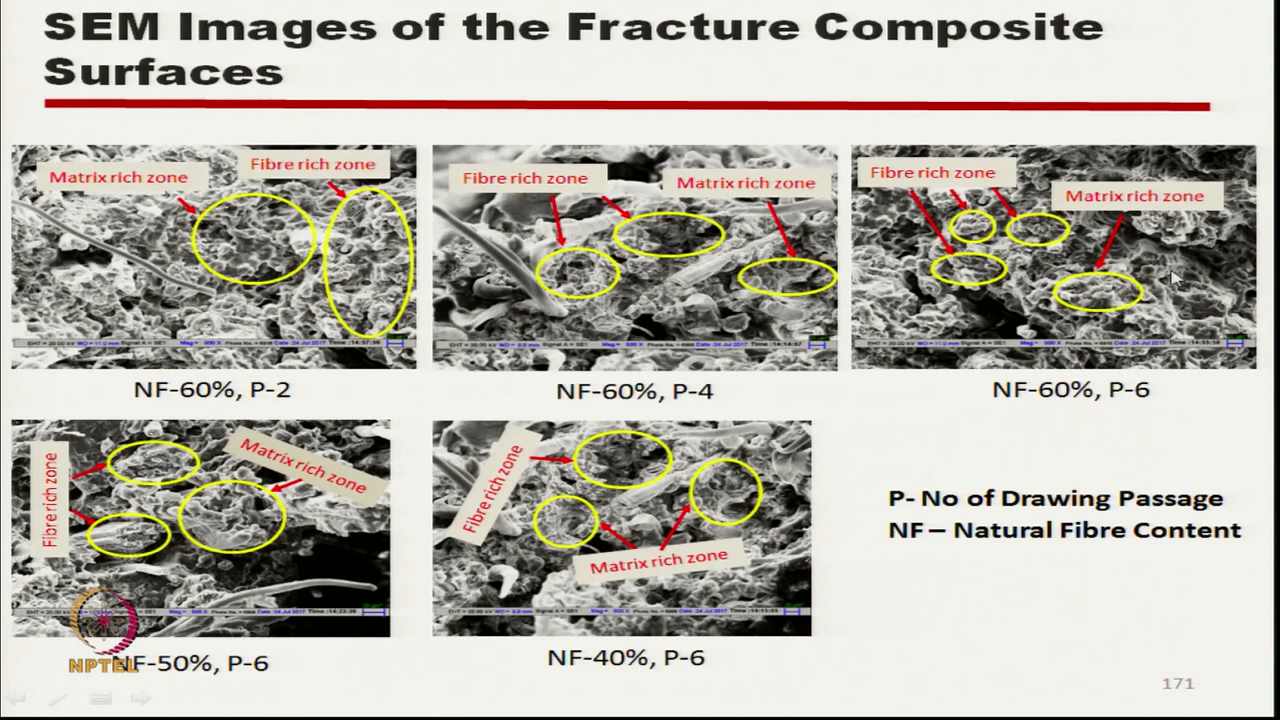 SEM Images of the Fracture Composite
Surfaces
Matrix rich zone
Fibre rich zone
NF-60%, P-2
Fibre rich zone
Matrix rich zone
NF-60%, P-4
Fibre rich zone
Matrix rich zone
NF-60%, P-6
Fibre rich zone
Matrix rich zone
NF-50%, P-6
Fibre rich zone
Matrix rich zone
NF-40%, P-6
P- No of Drawing Passage
NF – Natural Fibre Content
NPTEL
171